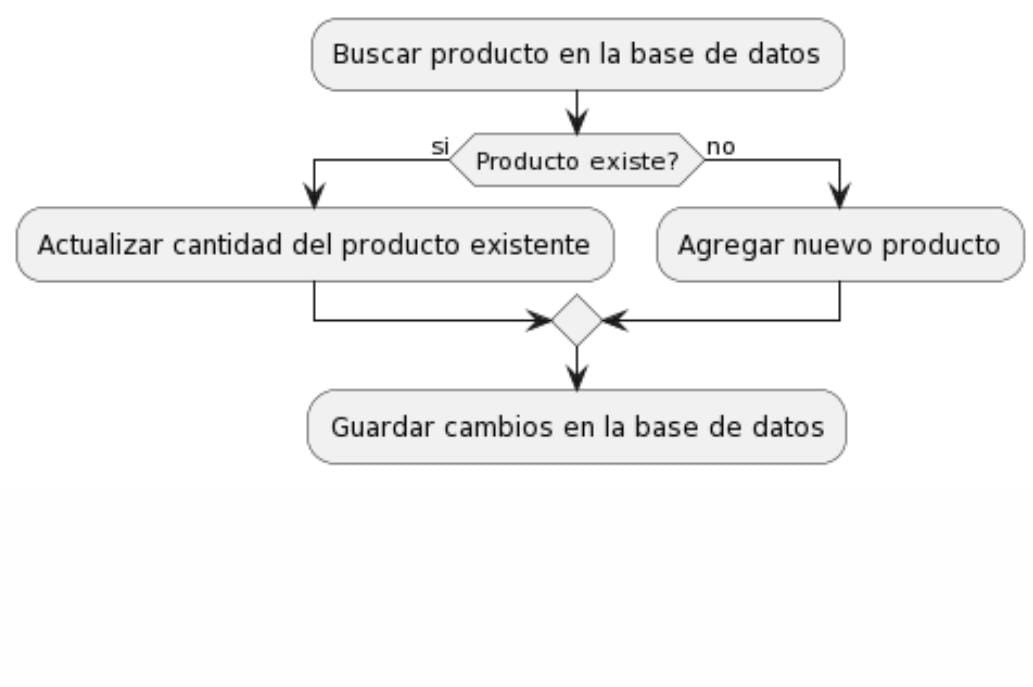 Buscar producto en la base de datos
si
Producto existe?
no
Actualizar cantidad del producto existente
Agregar nuevo producto
Guardar cambios en la base de datos